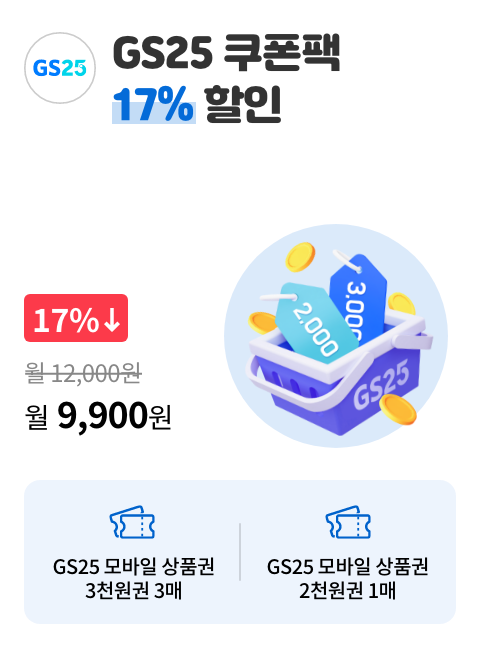 GS25
GS25 쿠폰팩
17% 할인
3,000
2,000
GS25
17%↓
월 12,000원
월 9,900원
GS25 모바일 상품권
3천원권 3매
GS25 모바일 상품권
2천원권 1매